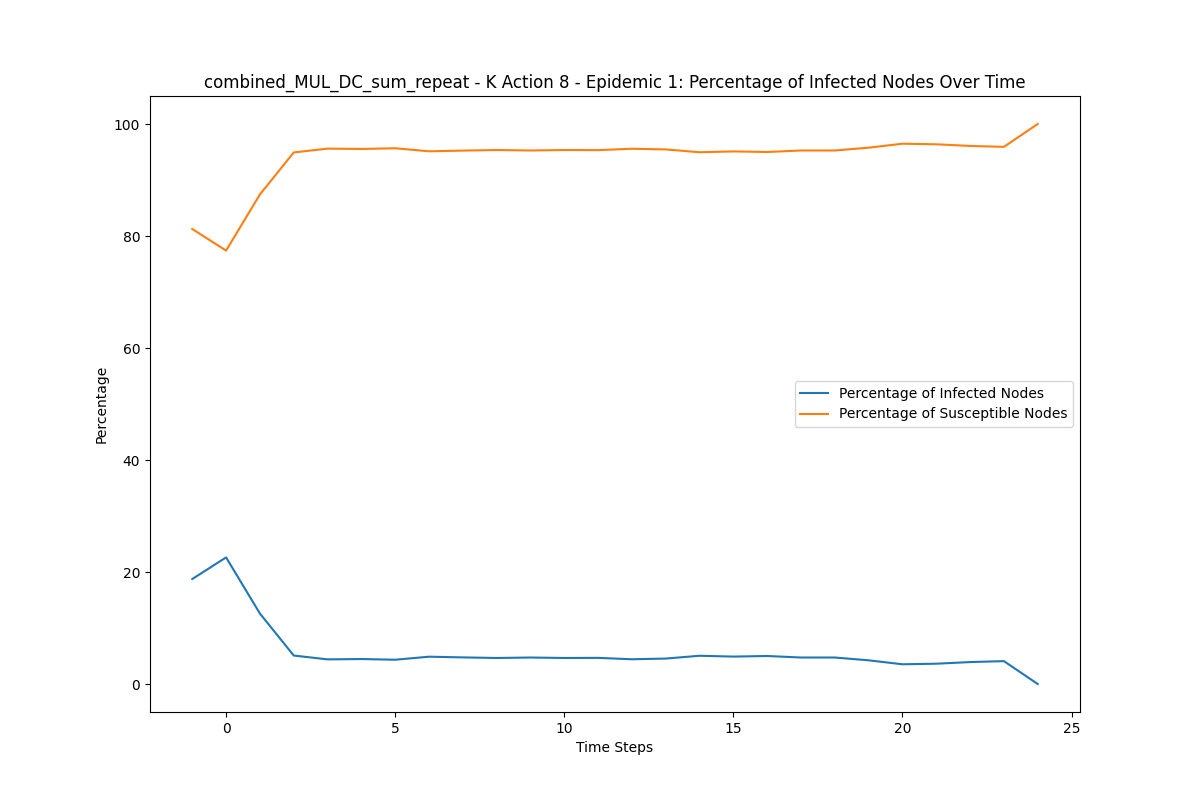 combined_MUL_DC_sum_repeat - K Action 8 - Epidemic 1: Percentage of Infected Nodes Over Time
100
80
60
40
20
0
Percentage
Percentage of Infected Nodes
Percentage of Susceptible Nodes
0 5 10 15 20 25
Time Steps